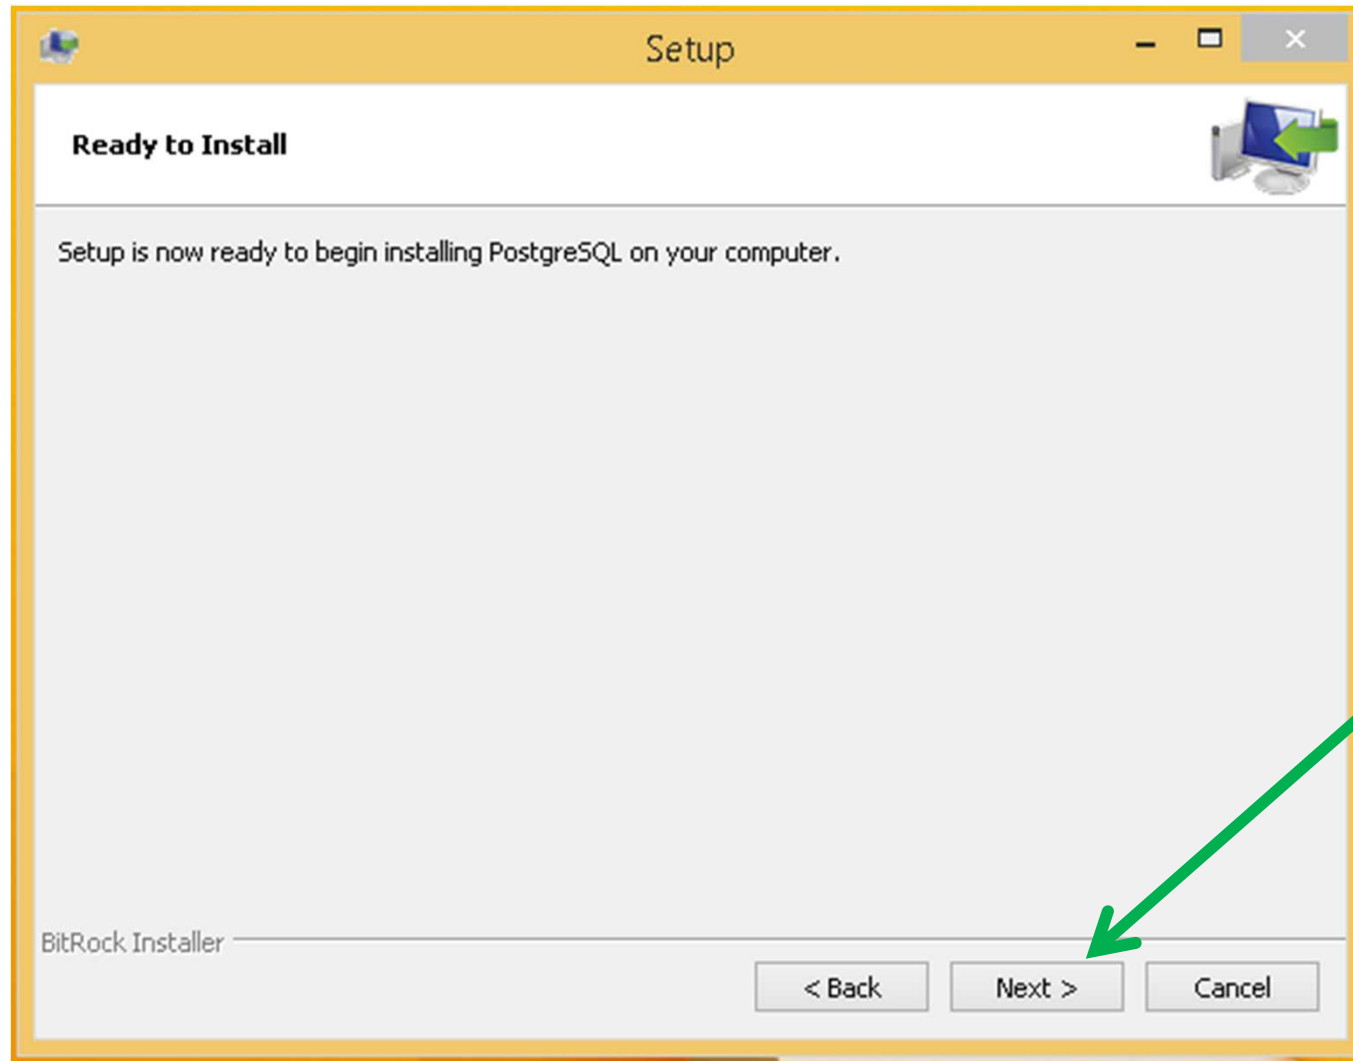 Setup
Ready to Install
Setup is now ready to begin installing PostgreSQL on your computer.
BitRock Installer
< Back Next > Cancel